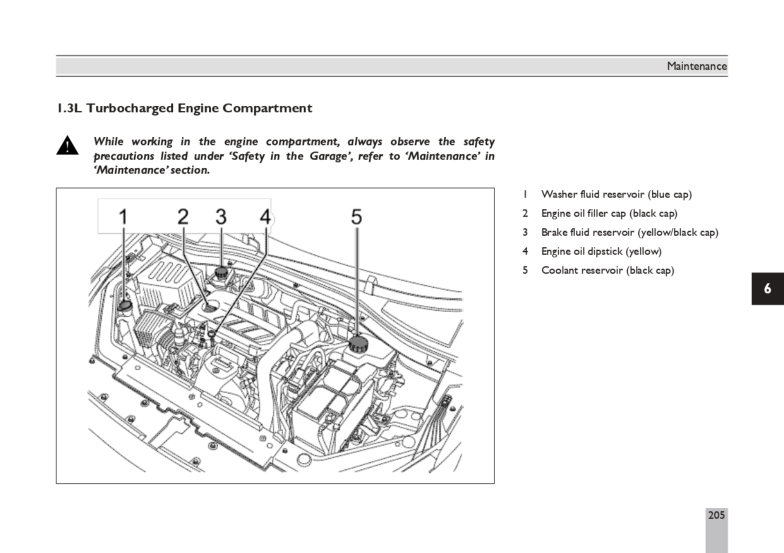 Maintenance
1.3L Turbocharged Engine Compartment
While working in the engine compartment, always observe the safety
precautions listed under ‘Safety in the Garage’, refer to ‘Maintenance’ in
‘Maintenance’ section.
1 2 3 4 5
1 Washer fluid reservoir (blue cap)
2 Engine oil filler cap (black cap)
3 Brake fluid reservoir (yellow/black cap)
4 Engine oil dipstick (yellow)
5 Coolant reservoir (black cap)
6
205